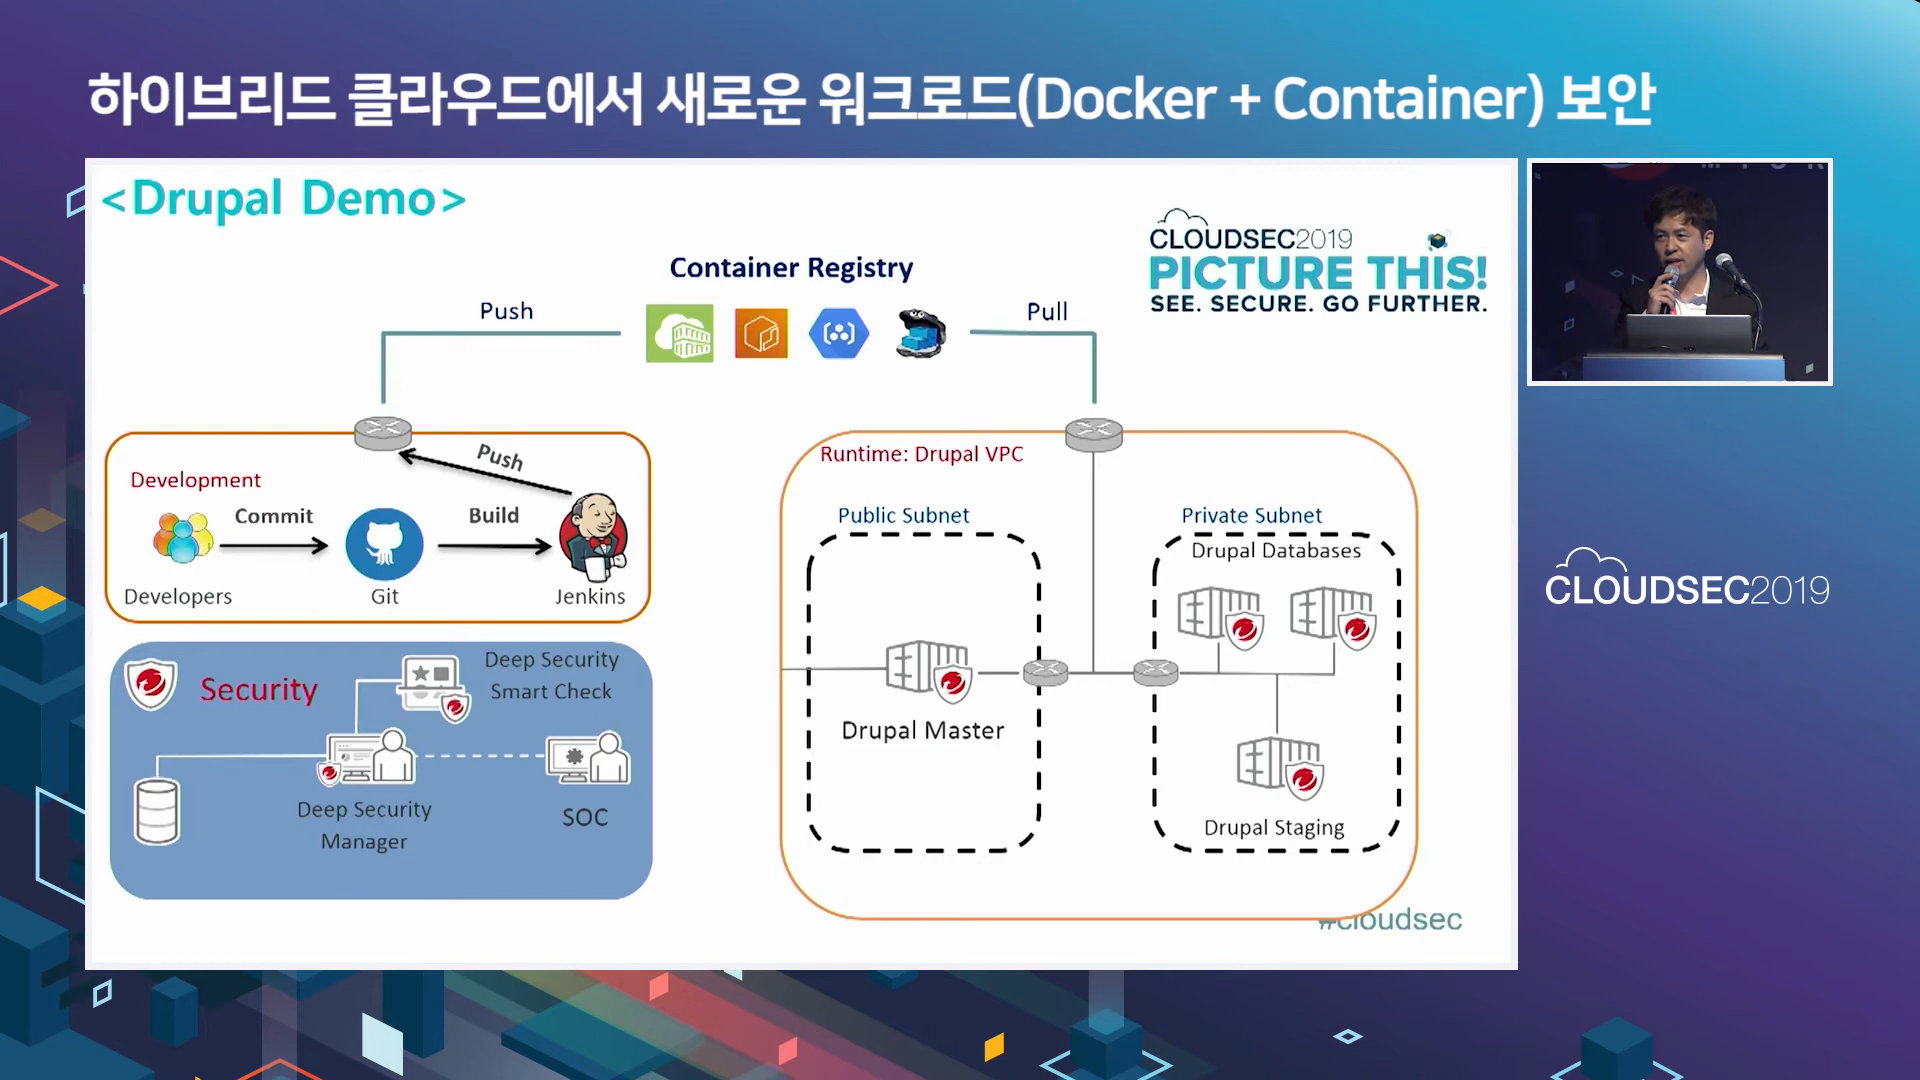 하이브리드 클라우드에서 새로운 워크로드(Docker + Container) 보안
<Drupal Demo>
CLOUDSEC2019
PICTURE THIS!
SEE. SECURE. GO FURTHER.
Container Registry
Push
Pull
Push
Development
Commit
Build
Developers
Git
Jenkins
Security
Deep Security
Smart Check
Deep Security
Manager
SOC
Runtime: Drupal VPC
Public Subnet
Drupal Master
Private Subnet
Drupal Databases
Drupal Staging
#cloudsec
CLOUDSEC2019